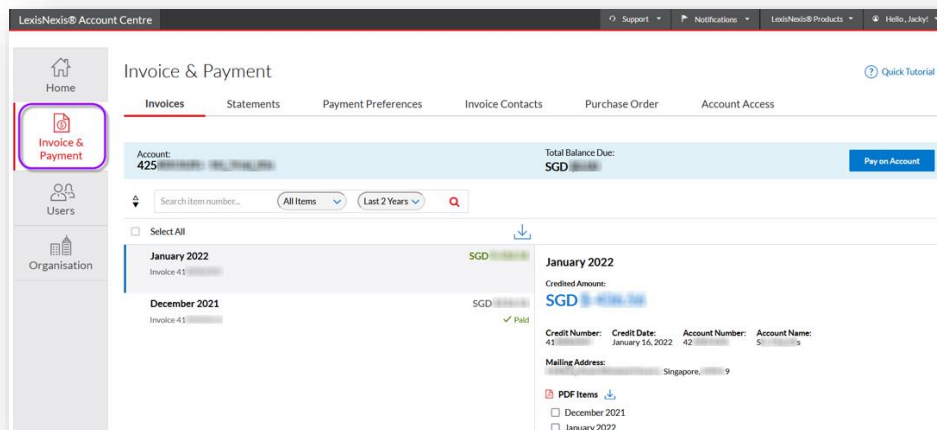 LexisNexis® Account Centre
Support
Notifications
LexisNexis® Products
Hello, Jacky!
Home
Invoice &
Payment
Users
Organisation
Invoice & Payment
? Quick Tutorial
Invoices Statements Payment Preferences Invoice Contacts Purchase Order Account Access
Account:
425
Total Balance Due:
SGD
Pay on Account
Search item number...
All Items
Last 2 Years
Select All
January 2022 SGD
Invoice 41
December 2021 SGD
Invoice 41
Paid
January 2022
Credited Amount:
SGD
Credit Number: Credit Date: Account Number: Account Name:
41 January 16, 2022 42 S s
Mailing Address:
Singapore, 9
PDF Items
December 2021
January 2022